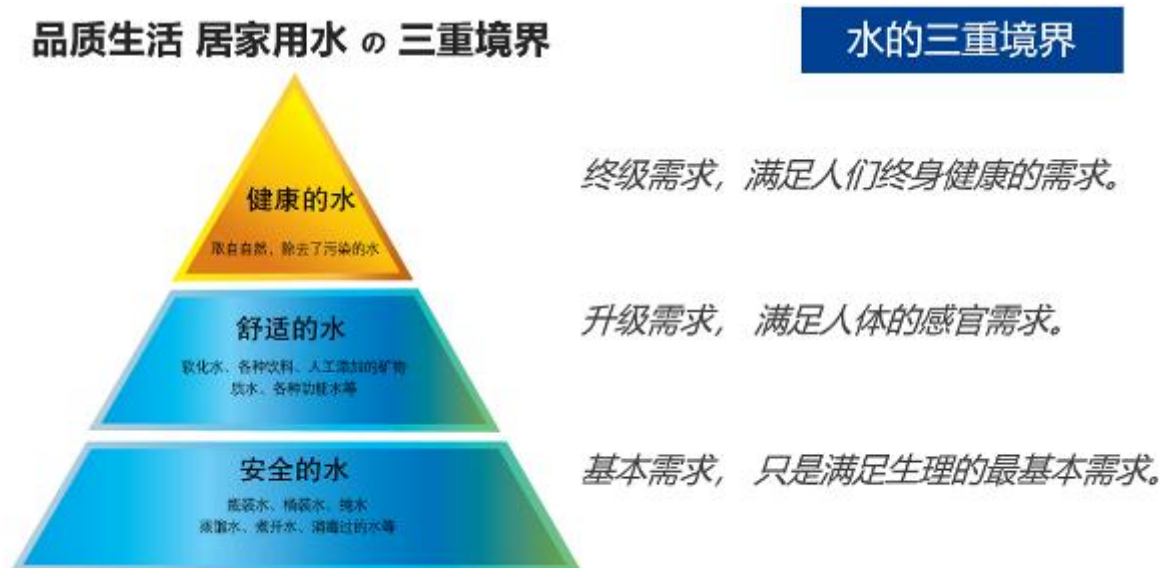 品质生活 居家用水 の 三重境界
水的三重境界
健康的水
取自自然，除去了污染的水
终级需求，满足人们终身健康的需求。
舒适的水
软化水、各种饮料、人工添加的矿物
质水、各种功能水等
升级需求， 满足人体的感官需求。
安全的水
瓶装水、桶装水、纯水
蒸馏水、煮开水、消毒过的水等
基本需求， 只是满足生理的最基本需求。